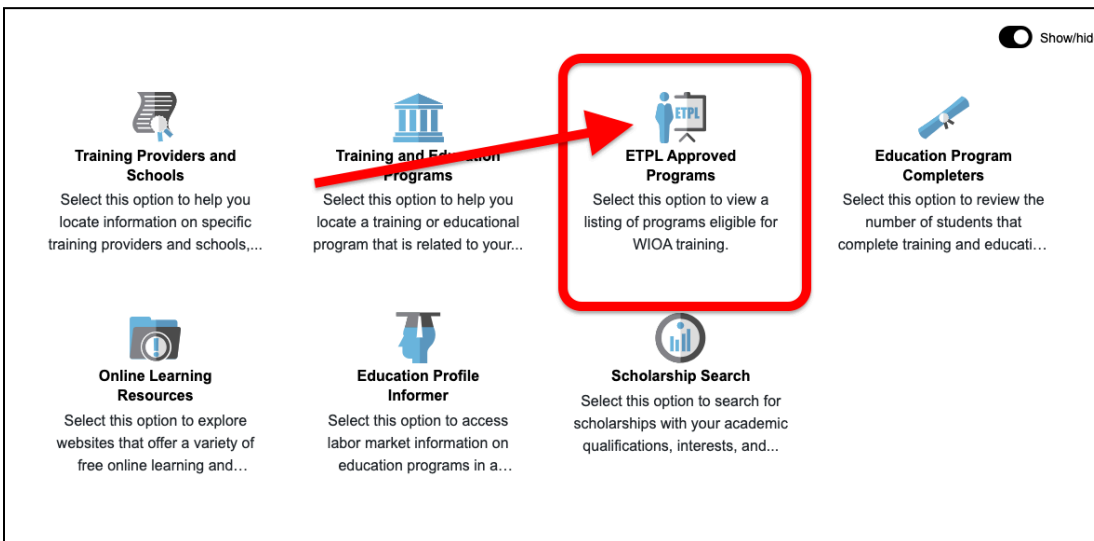 Show/hid
Training Providers and
Schools
Select this option to help you
locate information on specific
training providers and schools,...
Training and Education
Programs
Select this option to help you
locate a training or educational
program that is related to your...
ETPL
ETPL Approved
Programs
Select this option to view a
listing of programs eligible for
WIOA training.
Education Program
Completers
Select this option to review the
number of students that
complete training and educati...
Online Learning
Resources
Select this option to explore
websites that offer a variety of
free online learning and...
Education Profile
Informer
Select this option to access
labor market information on
education programs in a...
Scholarship Search
Select this option to search for
scholarships with your academic
qualifications, interests, and...